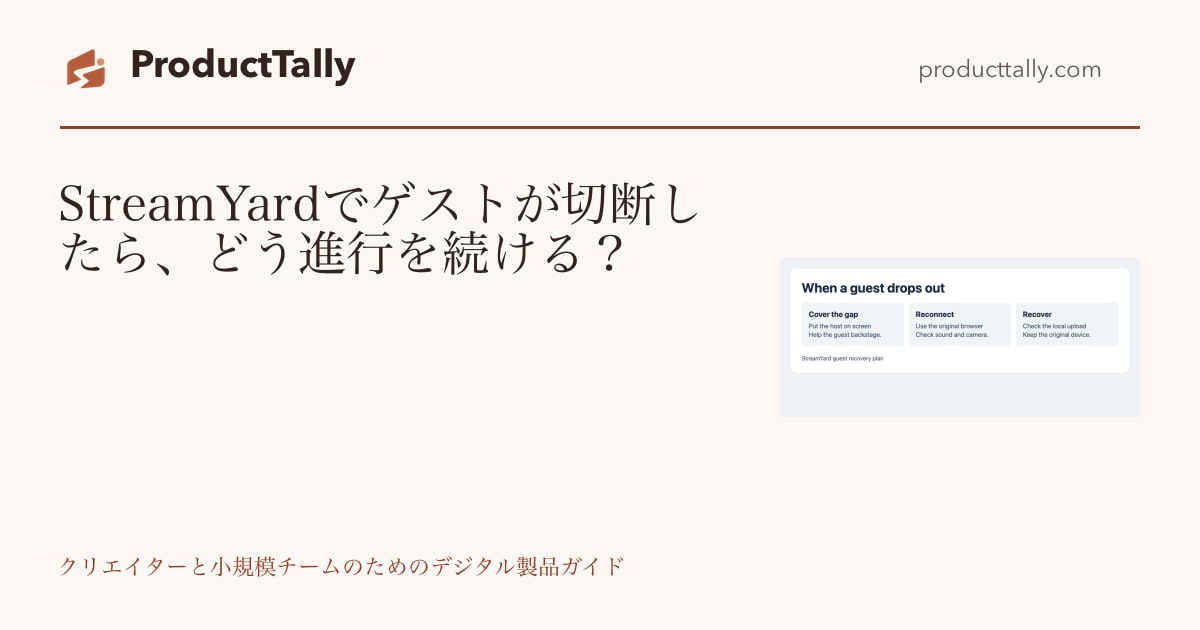 ProductTally
producttally.com
StreamYardでゲストが切断し
たら、どう進行を続ける？
When a guest drops out
Cover the gap
Put the host on screen
Help the guest backstage.
Reconnect
Use the original browser
Check sound and camera.
Recover
Check the local upload
Keep the original device.
StreamYard guest recovery plan
クリエイターと小規模チームのためのデジタル製品ガイド